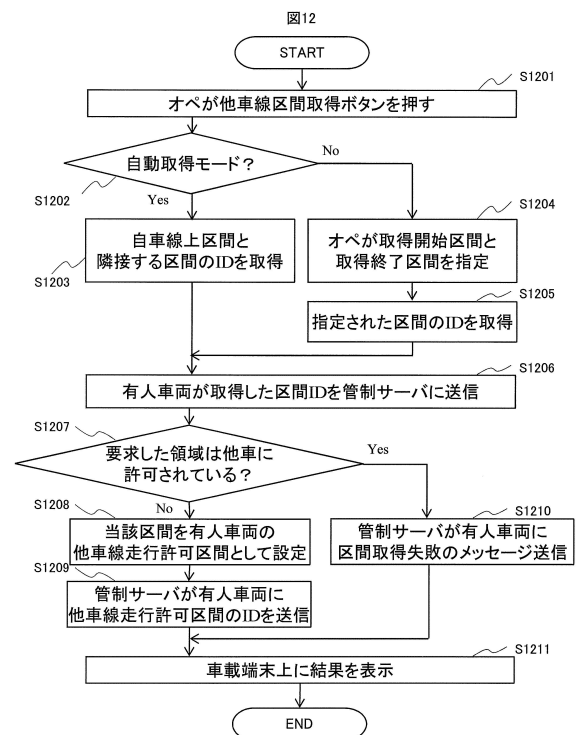 図12
START
S1201
オペが他車線区間取得ボタンを押す
自動取得モード？
No
S1202
Yes
S1204
自車線上区間と
隣接する区間のIDを取得
S1203
オペが取得開始区間と
取得終了区間を指定
S1205
指定された区間のIDを取得
S1206
有人車両が取得した区間IDを管制サーバに送信
S1207
要求した領域は他車に
許可されている？
Yes
S1208
No
当該区間を有人車両の
他車線走行許可区間として設定
S1210
管制サーバが有人車両に
区間取得失敗のメッセージ送信
S1209
管制サーバが有人車両に
他車線走行許可区間のIDを送信
S1211
車載端末上に結果を表示
END